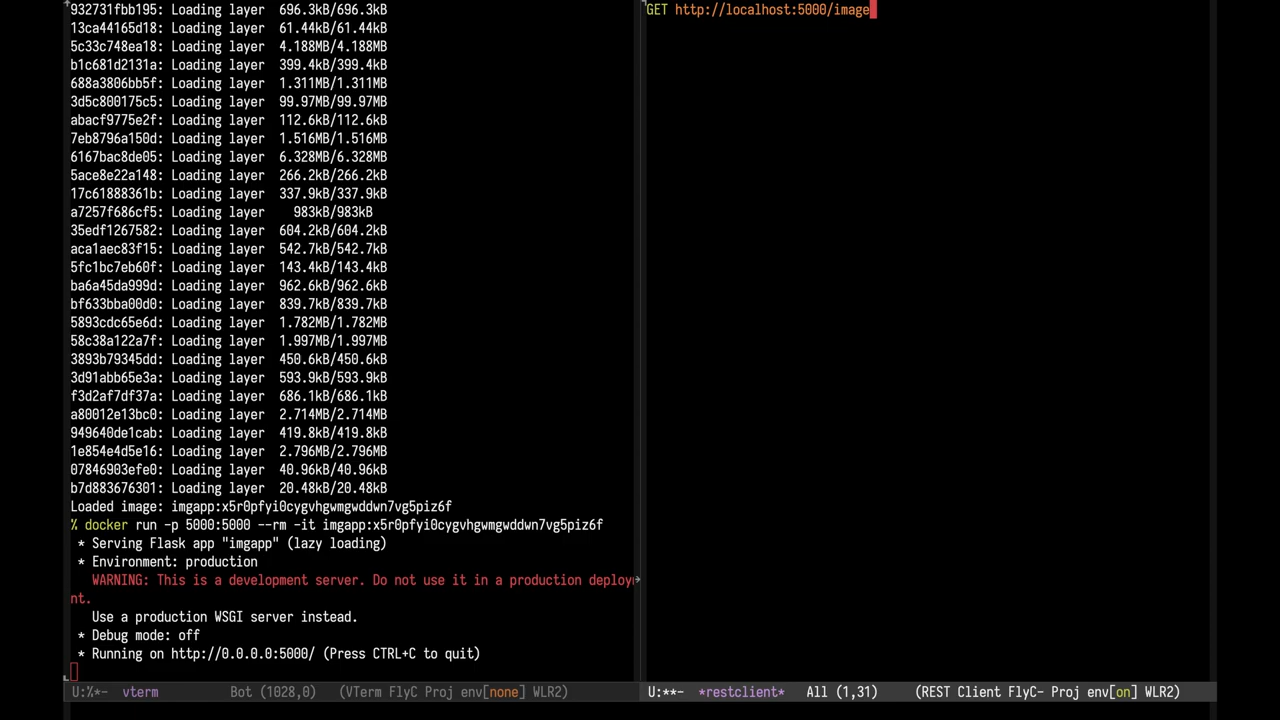 932731fbb195: Loading layer  696.3kB/696.3kB
13ca44165d18: Loading layer  61.44kB/61.44kB
5c33c748ea18: Loading layer  4.188MB/4.188MB
b1c681d2131a: Loading layer  399.4kB/399.4kB
688a3806bb5f: Loading layer  1.311MB/1.311MB
3d5c800175c5: Loading layer  99.97MB/99.97MB
abacf9775e2f: Loading layer  112.6kB/112.6kB
7eb8796a150d: Loading layer  1.516MB/1.516MB
6167bac8de05: Loading layer  6.328MB/6.328MB
5ace8e22a148: Loading layer  266.2kB/266.2kB
17c61888361b: Loading layer  337.9kB/337.9kB
a7257f686cf5: Loading layer    983kB/983kB
35edf1267582: Loading layer  604.2kB/604.2kB
aca1aec83f15: Loading layer  542.7kB/542.7kB
5fc1bc7eb60f: Loading layer  143.4kB/143.4kB
ba6a45da999d: Loading layer  962.6kB/962.6kB
bf633bba00d0: Loading layer  839.7kB/839.7kB
5893cdc65e6d: Loading layer  1.782MB/1.782MB
58c38a122a7f: Loading layer  1.997MB/1.997MB
3893b79345dd: Loading layer  450.6kB/450.6kB
3d91abb65e3a: Loading layer  593.9kB/593.9kB
f3d2af7df37a: Loading layer  686.1kB/686.1kB
a80012e13bc0: Loading layer  2.714MB/2.714MB
949640de1cab: Loading layer  419.8kB/419.8kB
1e854e4d5e16: Loading layer  2.796MB/2.796MB
07846903efe0: Loading layer  40.96kB/40.96kB
b7d883676301: Loading layer  20.48kB/20.48kB
Loaded image: imgapp:x5r0pfyi0cygvhgwmgwddwn7vg5piz6f
% docker run -p 5000:5000 --rm -it imgapp:x5r0pfyi0cygvhgwmgwddwn7vg5piz6f
 * Serving Flask app "imgapp" (lazy loading)
 * Environment: production
   WARNING: This is a development server. Do not use it in a production deploy
nt.
   Use a production WSGI server instead.
 * Debug mode: off
 * Running on http://0.0.0.0:5000/ (Press CTRL+C to quit)
U:%*-  vterm          Bot (1028,0)   (VTerm FlyC Proj env[none] WLR2)
GET http://localhost:5000/image
U:**-  *restclient*   All (1,31)     (REST Client FlyC- Proj env[on] WLR2)